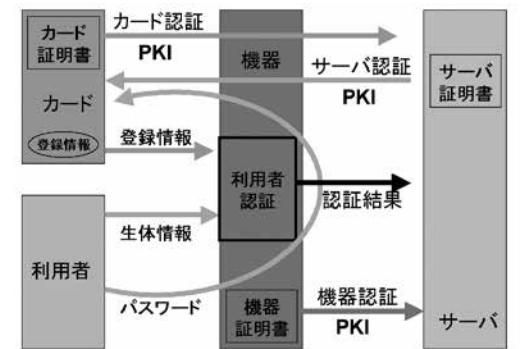 カード
証明書
カード認証
PKI
機器
サーバ認証
PKI
サーバ
証明書
カード
登録情報
登録情報
利用者
認証
認証結果
生体情報
利用者
パスワード
機器
証明書
機器認証
PKI
サーバ